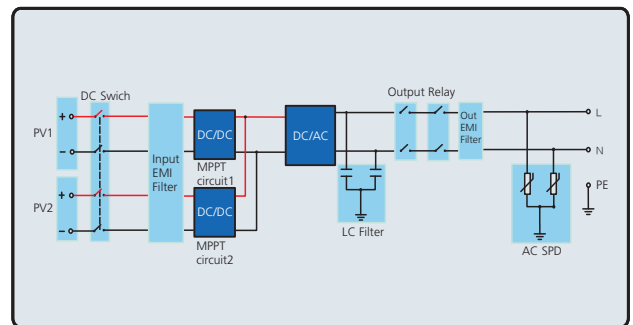 DC Swich
Output Relay
PV1
+
−
PV2
+
−
Input
EMI
Filter
DC/DC
MPPT
circuit1
DC/DC
MPPT
circuit2
DC/AC
LC Filter
Out
EMI
Filter
L
N
PE
AC SPD